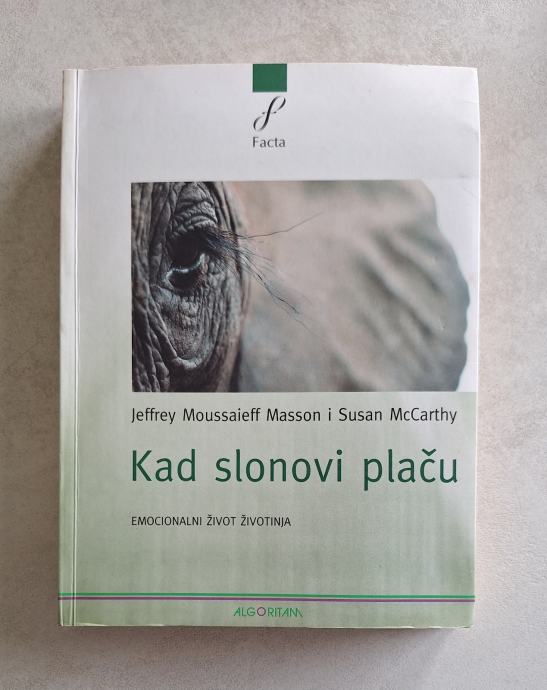 Facta
Jeffrey Moussaieff Masson i Susan McCarthy
Kad slonovi plaču
EMOCIONALNI ŽIVOT ŽIVOTINJA
ALGORITAM